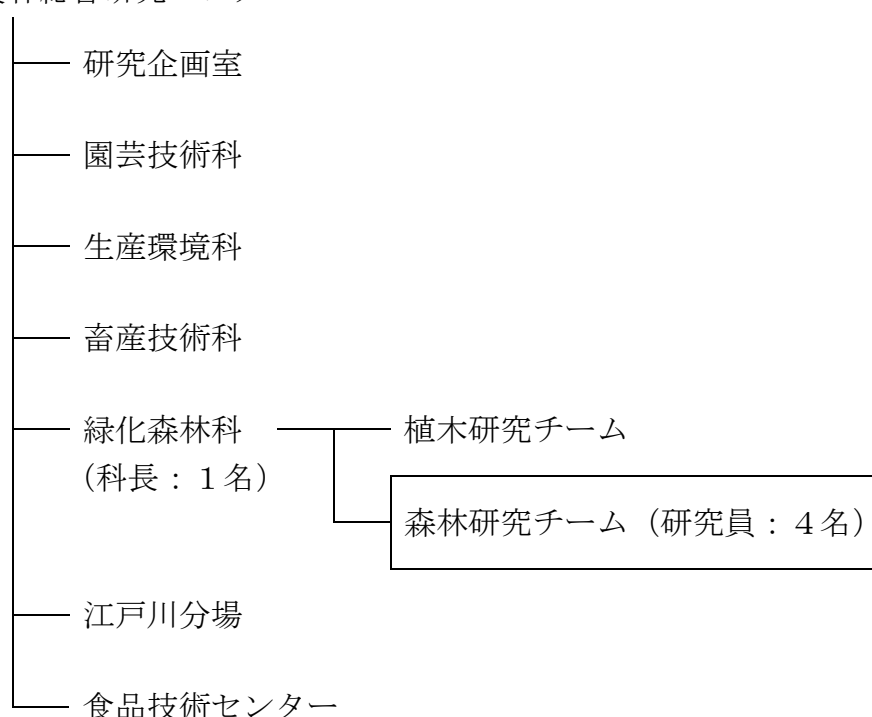 研究企画室
園芸技術科
生産環境科
畜産技術科
緑化森林科
植木研究チーム
(科長：１名)
森林研究チーム（研究員：４名）
江戸川分場
食品技術センター